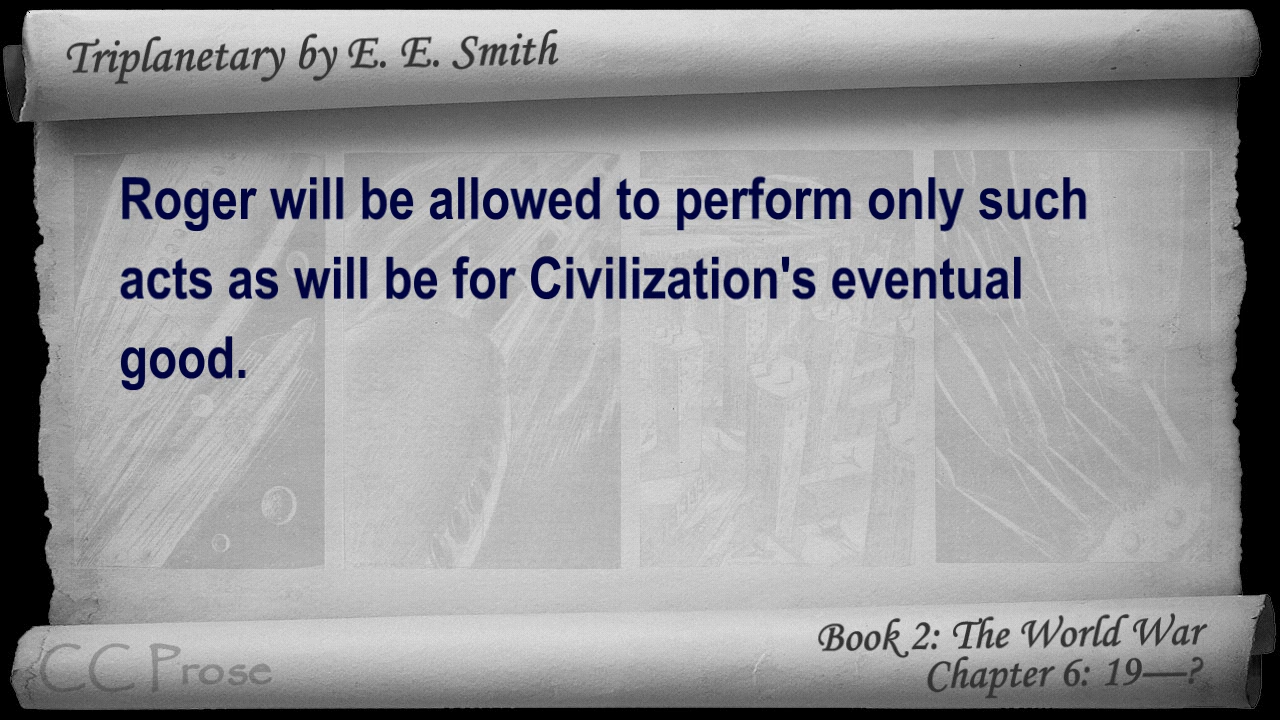 Triplanetary by E. E. Smith
Roger will be allowed to perform only such
acts as will be for Civilization's eventual
good.
CC Prose
Book 2: The World War
Chapter 6: 19—?